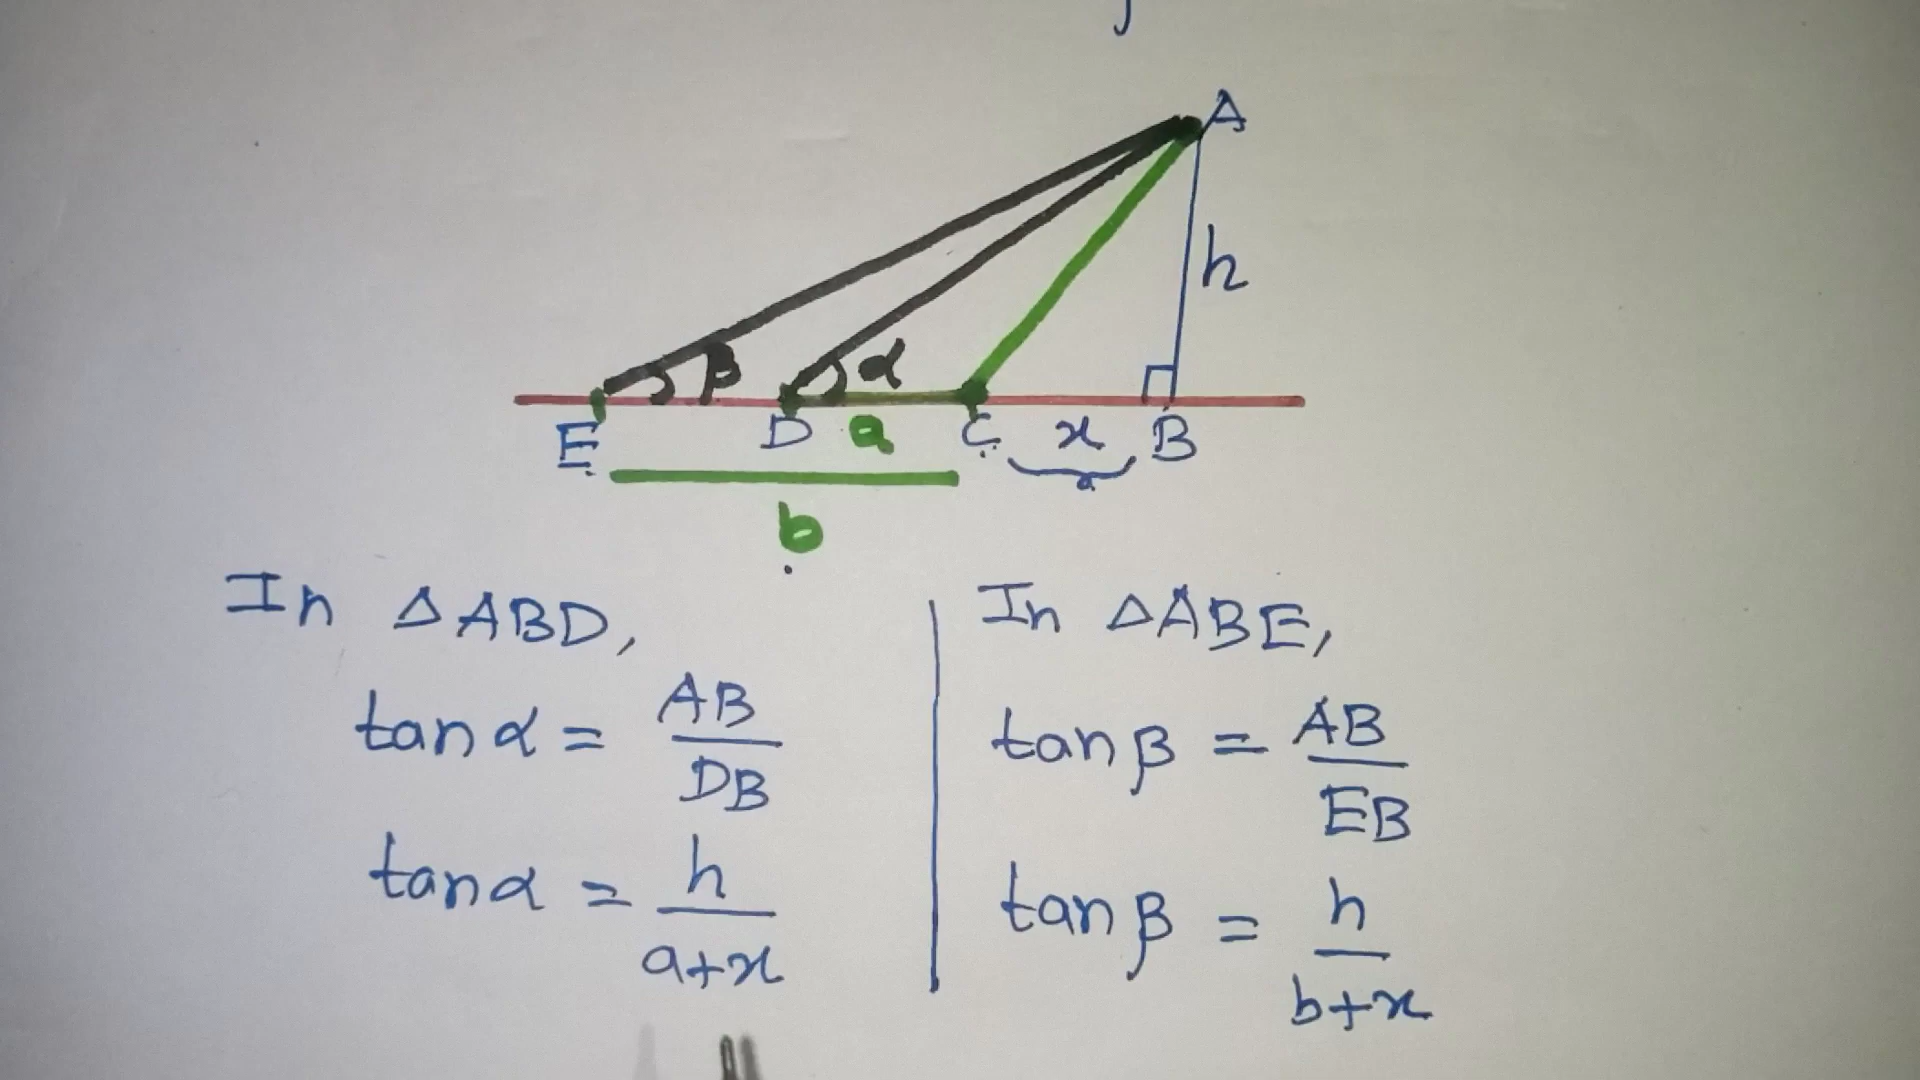 A
h
β
α
E D a C x B
b
In ΔABD,
tan α = AB/DB
tan α = h/a+x
In ΔABE,
tan β = AB/EB
tan β = h/b+x